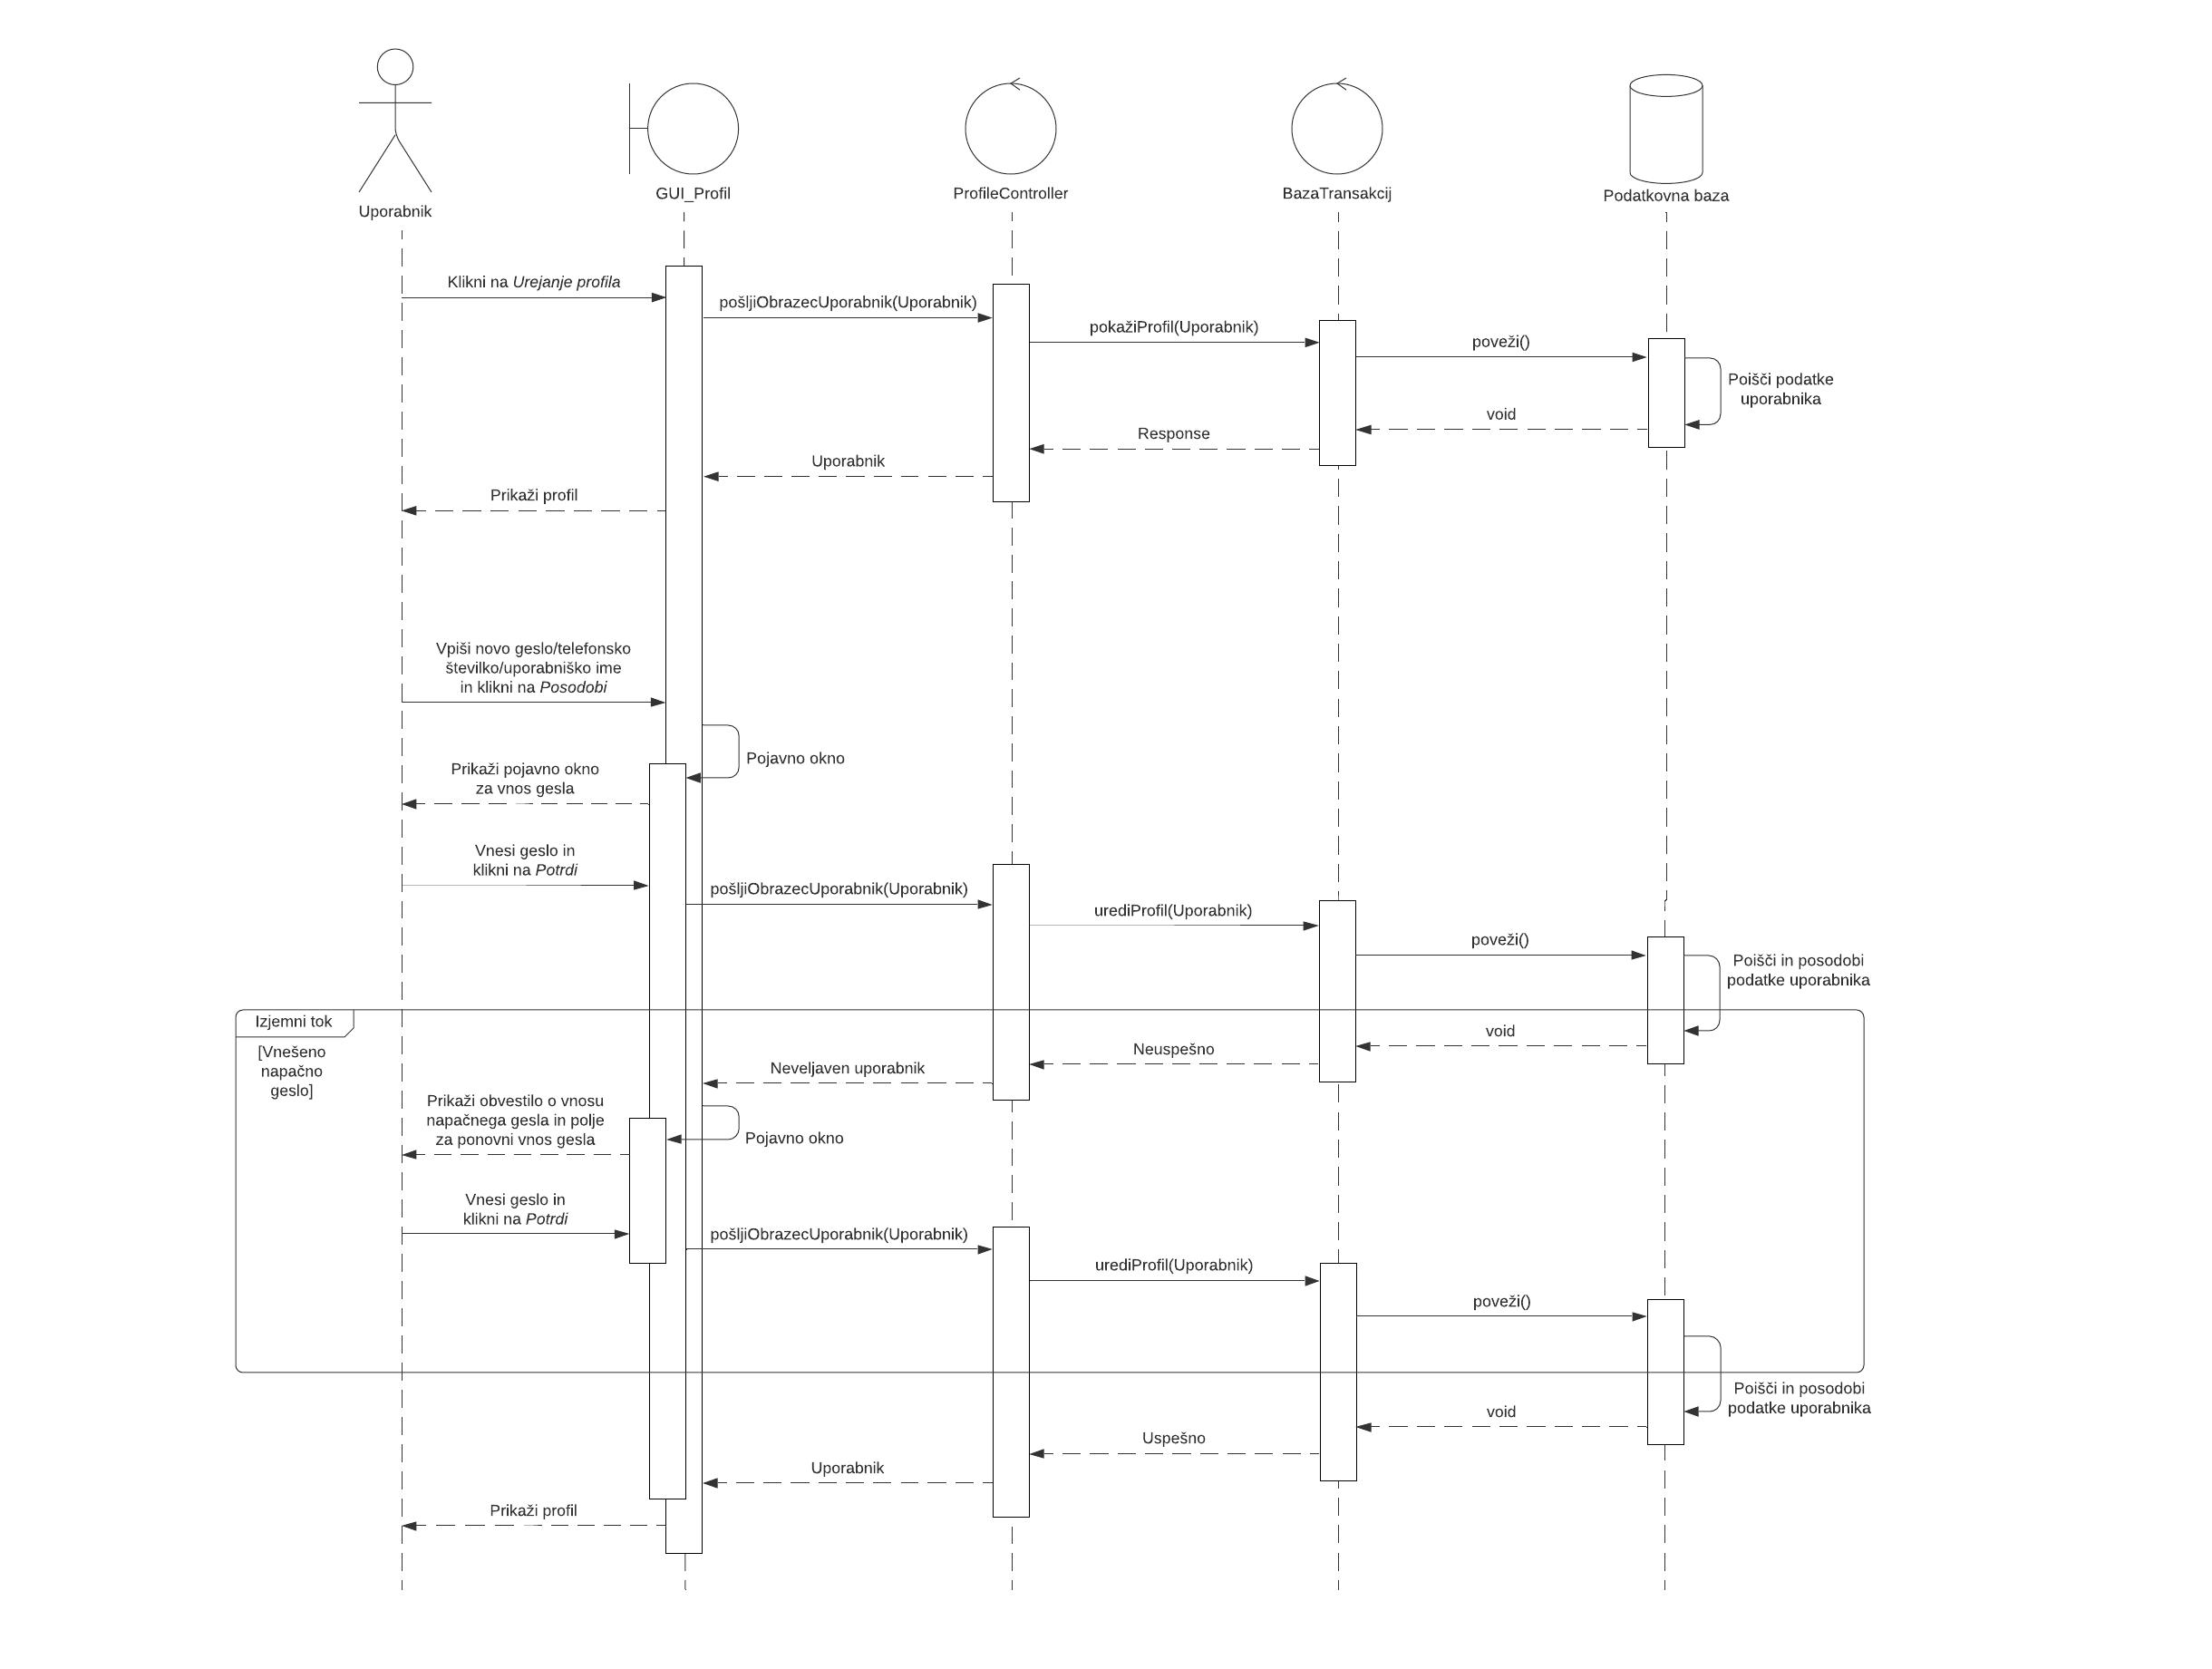 Uporabnik
GUI_Profil
ProfileController
BazaTransakcij
Podatkovna baza
Klikni na Urejanje profila
pošljiObrazecUporabnik(Uporabnik)
pokažiProfil(Uporabnik)
poveži()
Poišči podatke
uporabnika
void
Response
Uporabnik
Prikaži profil
Vpiši novo geslo/telefonsko
številko/uporabniško ime
in klikni na Posodobi
Pojavno okno
Prikaži pojavno okno
za vnos gesla
Vnesi geslo in
klikni na Potrdi
pošljiObrazecUporabnik(Uporabnik)
urediProfil(Uporabnik)
poveži()
Poišči in posodobi
podatke uporabnika
Izjemni tok
[Vnešeno
napačno
geslo]
void
Neuspešno
Neveljaven uporabnik
Prikaži obvestilo o vnosu
napačnega gesla in polje
za ponovni vnos gesla
Pojavno okno
Vnesi geslo in
klikni na Potrdi
pošljiObrazecUporabnik(Uporabnik)
urediProfil(Uporabnik)
poveži()
Poišči in posodobi
podatke uporabnika
void
Uspešno
Uporabnik
Prikaži profil